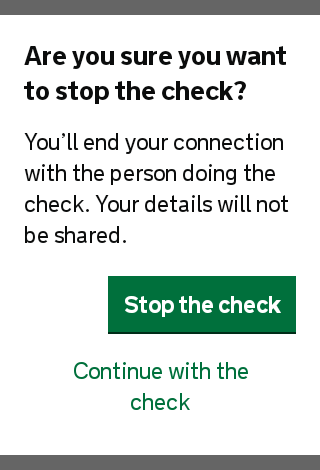 Are you sure you want
to stop the check?
You’ll end your connection
with the person doing the
check. Your details will not
be shared.
Stop the check
Continue with the
check